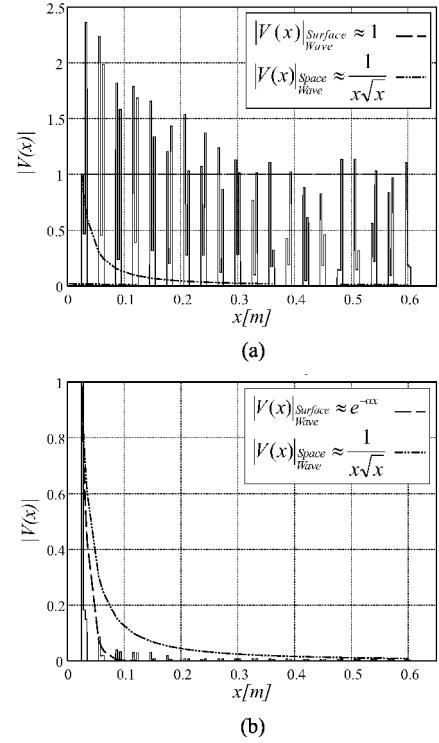 2.5
2
1.5
1
0.5
0
|V(x)|
|V(x)|Surface Wave ≈ 1
|V(x)|Space Wave ≈ 1/(x√x)
0 0.1 0.2 0.3 0.4 0.5 0.6
x[m]
(a)
1
0.8
0.6
0.4
0.2
0
|V(x)|
|V(x)|Surface Wave ≈ e^−αx
|V(x)|Space Wave ≈ 1/(x√x)
0 0.1 0.2 0.3 0.4 0.5 0.6
x[m]
(b)